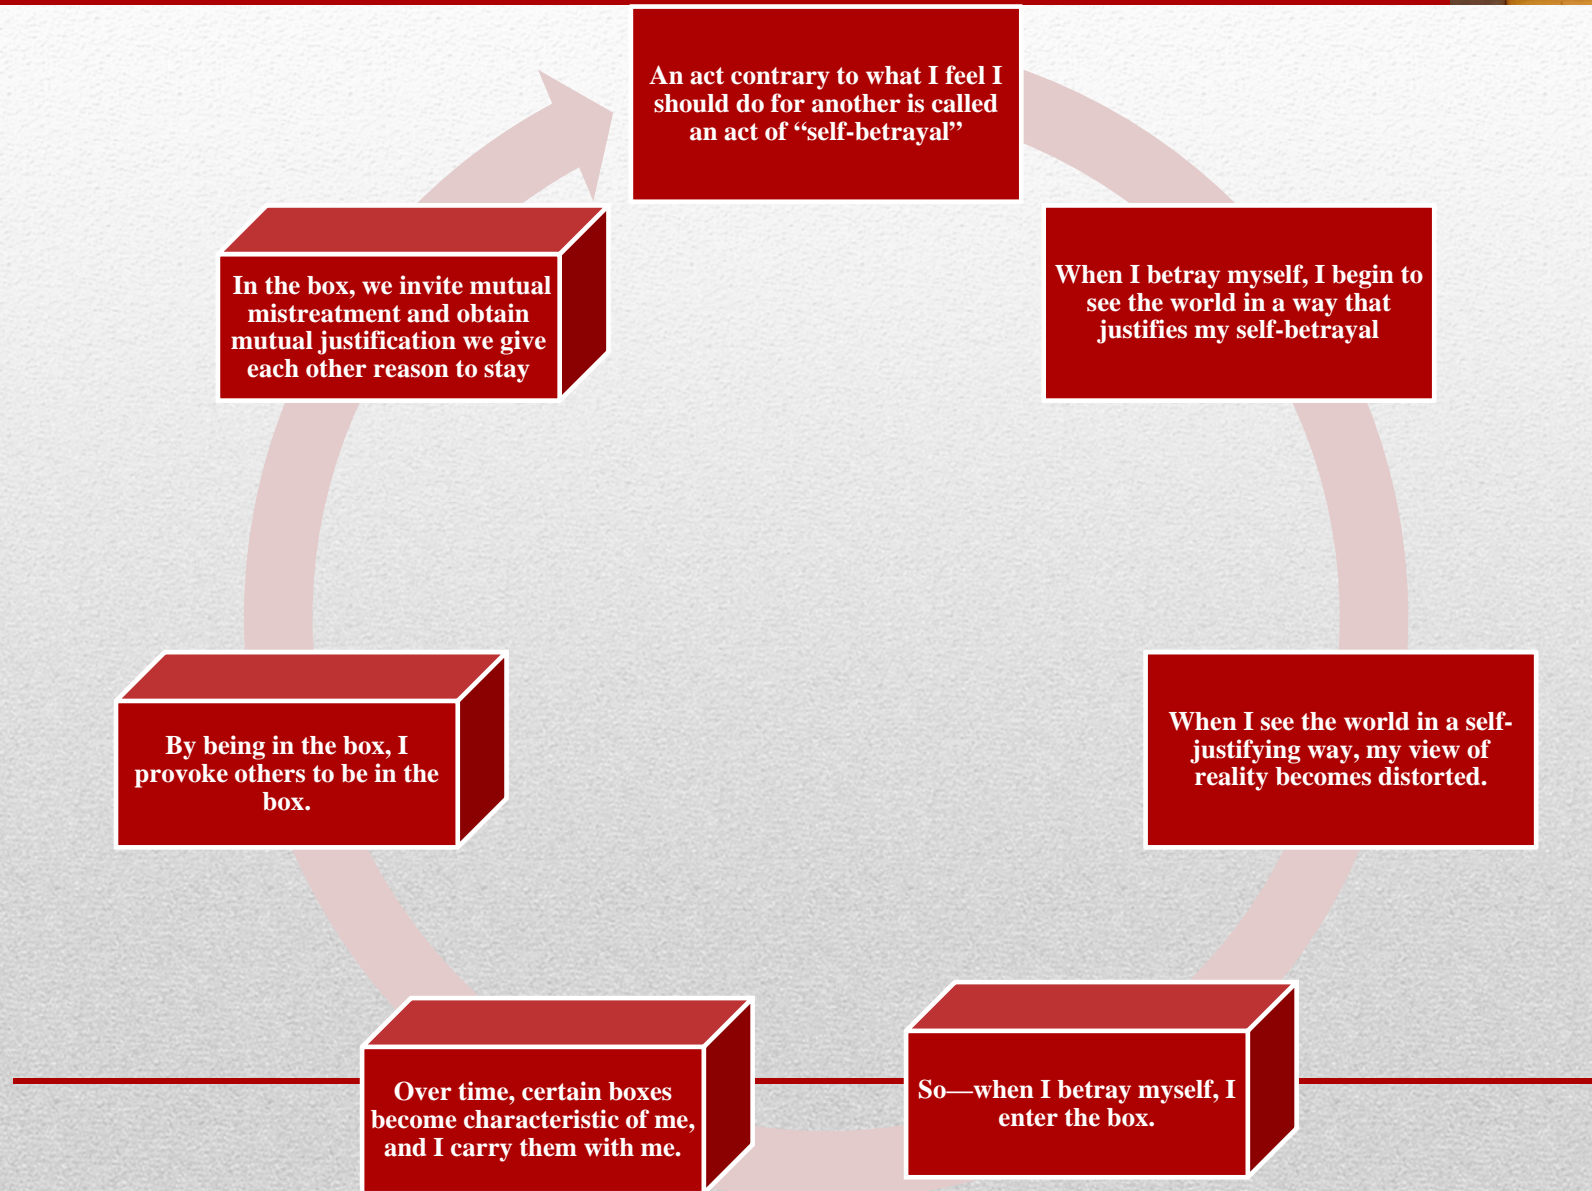 An act contrary to what I feel I
should do for another is called
an act of “self-betrayal”
When I betray myself, I begin to
see the world in a way that
justifies my self-betrayal
When I see the world in a self-
justifying way, my view of
reality becomes distorted.
So—when I betray myself, I
enter the box.
Over time, certain boxes
become characteristic of me,
and I carry them with me.
By being in the box, I
provoke others to be in the
box.
In the box, we invite mutual
mistreatment and obtain
mutual justification we give
each other reason to stay